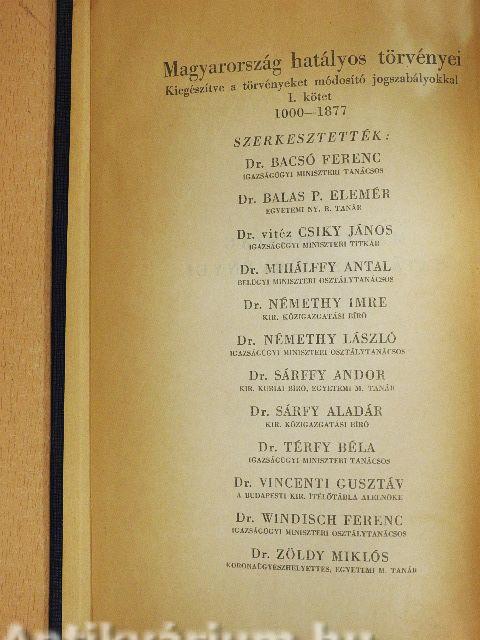 Magyarország hatályos törvényei
Kiegészítve a törvényeket módosító jogszabályokkal
I. kötet
1000—1877
SZERKESZTETTÉK:
Dr. BACSÓ FERENC
IGAZSÁGÜGYI MINISZTERI TANÁCSOS
Dr. BALAS P. ELEMÉR
EGYETEMI NY. R. TANÁR
Dr. vitéz CSIKY JÁNOS
IGAZSÁGÜGYI MINISZTERI TITKÁR
Dr. MIHÁLFFY ANTAL
BELÜGYI MINISZTERI OSZTÁLYTANÁCSOS
Dr. NÉMETHY IMRE
KIR. KÖZIGAZGATÁSI BÍRÓ
Dr. NÉMETHY LÁSZLÓ
IGAZSÁGÜGYI MINISZTERI OSZTÁLYTANÁCSOS
Dr. SÁRFFY ANDOR
KIR. KURIAI BÍRÓ, EGYETEMI M. TANÁR
Dr. SÁRFY ALADÁR
KIR. KÖZIGAZGATÁSI BÍRÓ
Dr. TÉRFY BÉLA
IGAZSÁGÜGYI MINISZTERI TANÁCSOS
Dr. VINCENTI GUSZTÁV
A BUDAPESTI KIR. ÍTÉLŐTÁBLA ALELNÖKE
Dr. WINDISCH FERENC
IGAZSÁGÜGYI MINISZTERI OSZTÁLYTANÁCSOS
Dr. ZÖLDY MIKLÓS
KORONAÜGYÉSZHELYETTES, EGYETEMI M. TANÁR
Antikvárium.hu